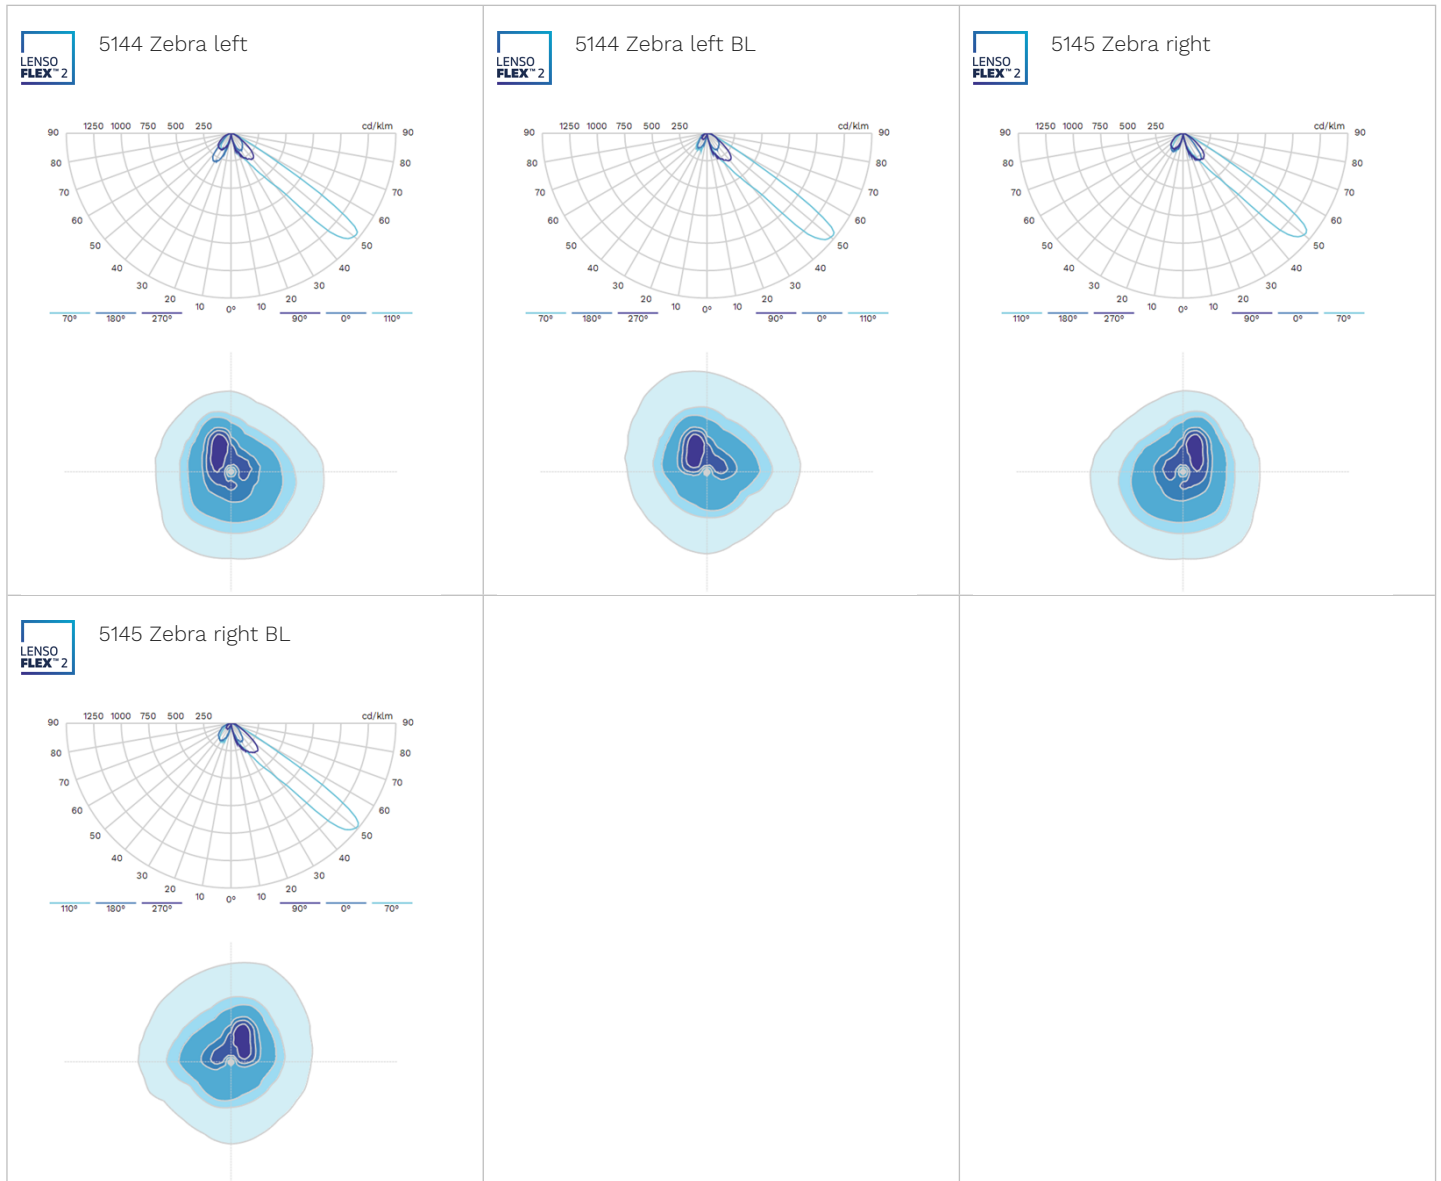 LENSO
FLEX™2
5144 Zebra left
90 1250 1000 750 500 250 cd/klm 90
80 80
70 70
60 60
50 50
40 40
30 30
20 10 0° 10 20
70° 180° 270° 90° 0° 110°
LENSO
FLEX™2
5144 Zebra left BL
90 1250 1000 750 500 250 cd/klm 90
80 80
70 70
60 60
50 50
40 40
30 30
20 10 0° 10 20
70° 180° 270° 90° 0° 110°
LENSO
FLEX™2
5145 Zebra right
90 1250 1000 750 500 250 cd/klm 90
80 80
70 70
60 60
50 50
40 40
30 30
20 10 0° 10 20
110° 180° 270° 90° 0° 70°
LENSO
FLEX™2
5145 Zebra right BL
90 1250 1000 750 500 250 cd/klm 90
80 80
70 70
60 60
50 50
40 40
30 30
20 10 0° 10 20
110° 180° 270° 90° 0° 70°